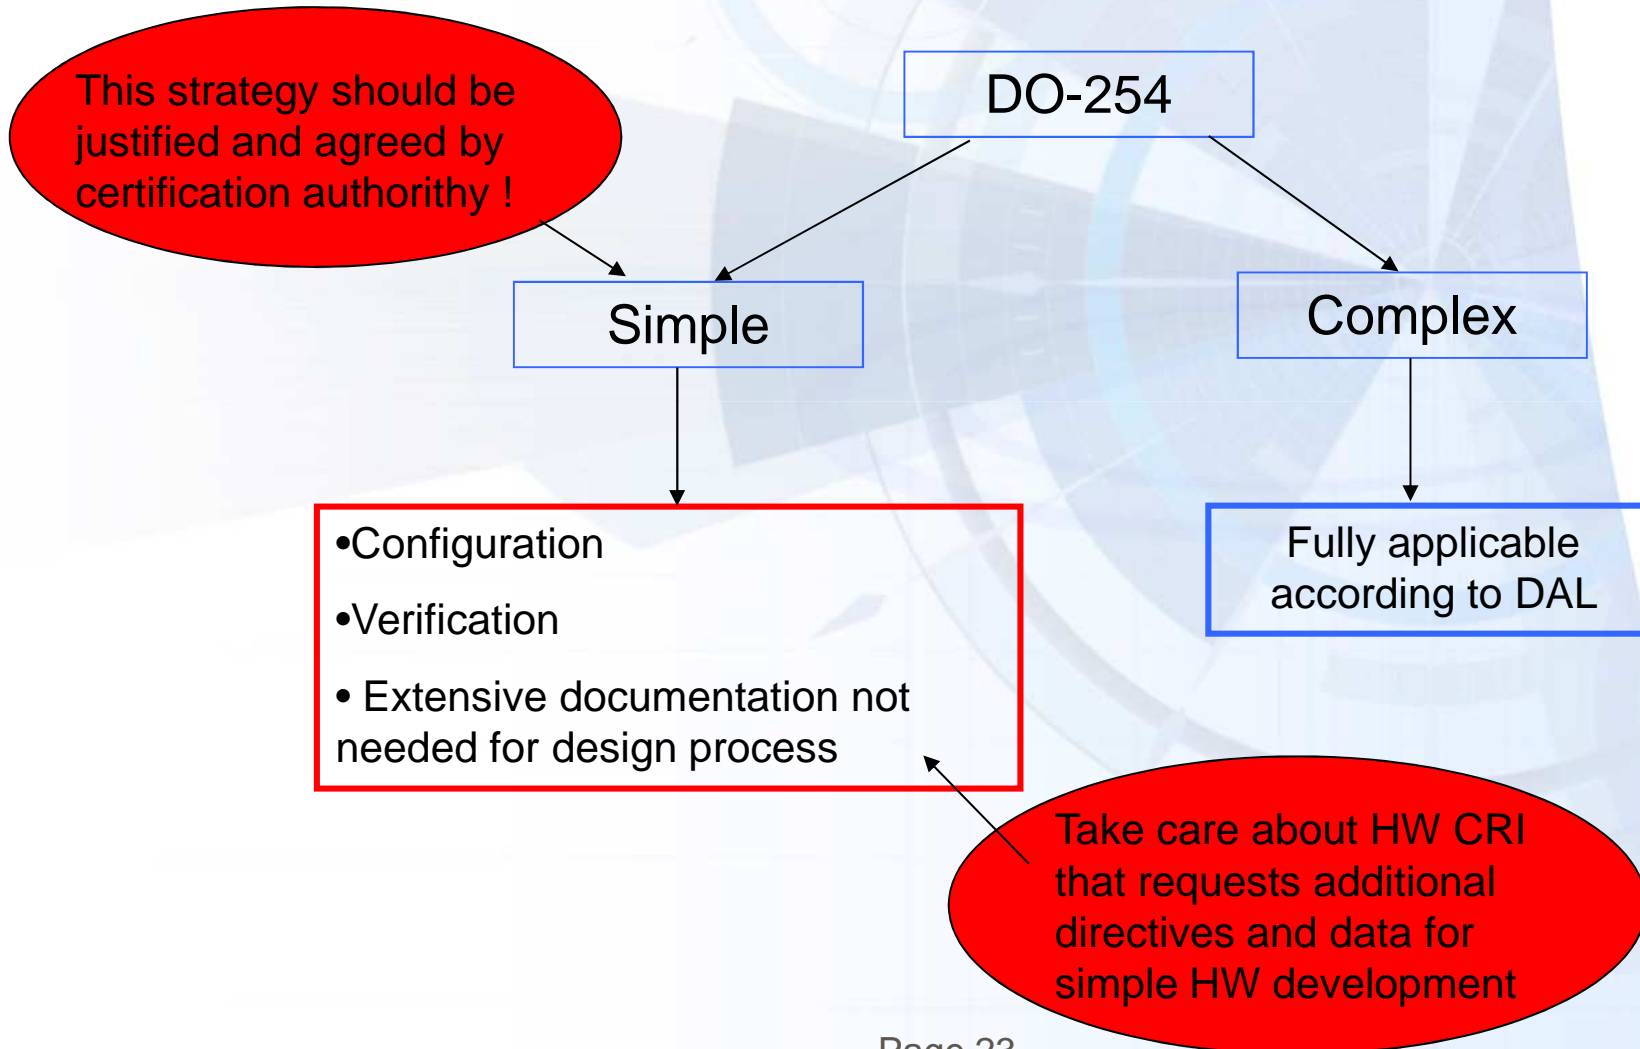 This strategy should be
justified and agreed by
certification authorithy !
DO-254
Simple
Complex
•Configuration
•Verification
• Extensive documentation not
needed for design process
Fully applicable
according to DAL
Take care about HW CRI
that requests additional
directives and data for
simple HW development
Page 23